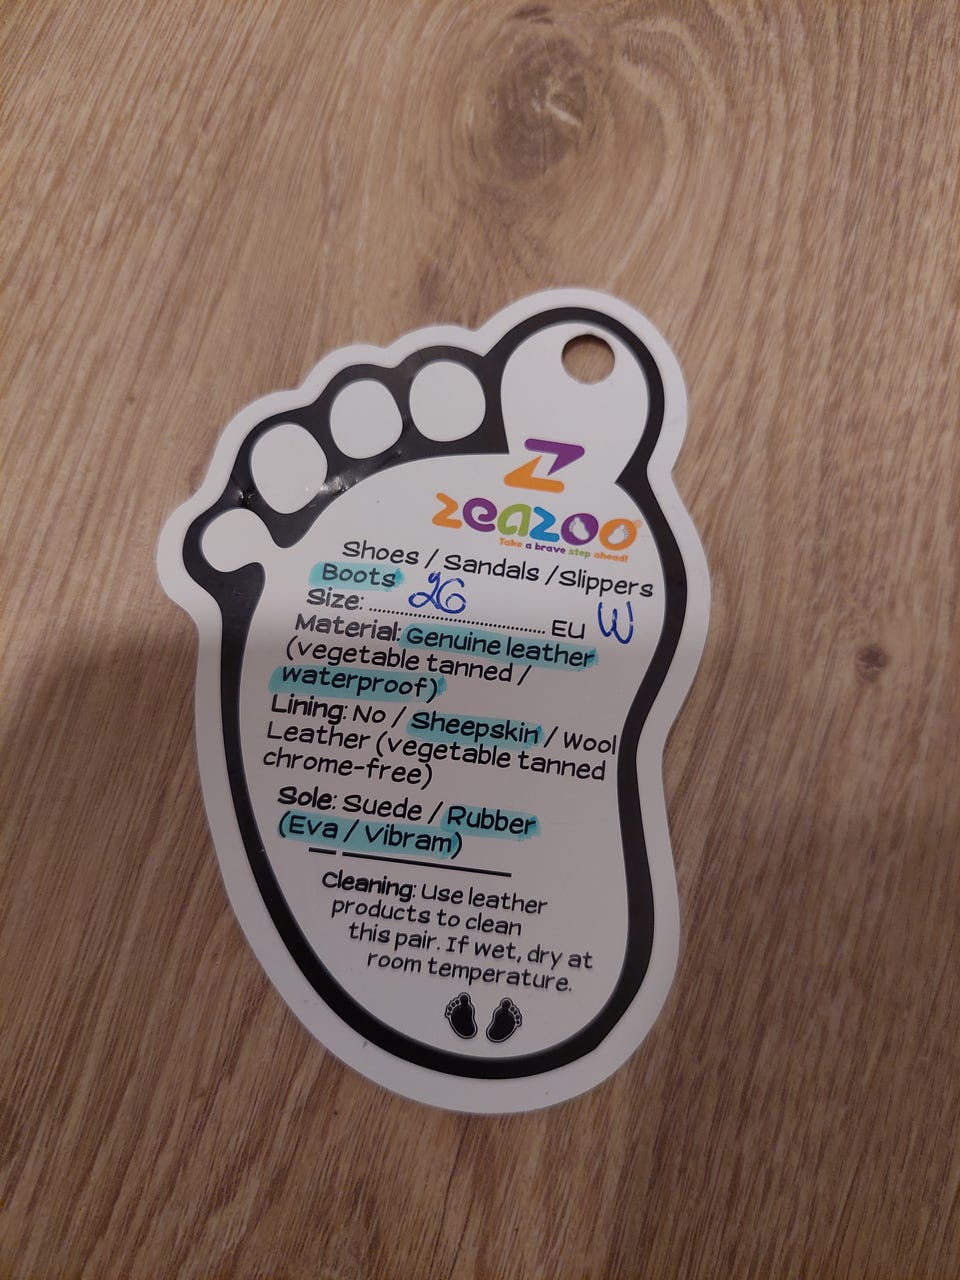 Z
zeazoo®
Take a brave step ahead!
Shoes / Sandals / Slippers
Boots
Size: 26 EU W
Material: Genuine leather
(vegetable tanned /
waterproof)
Lining: No / Sheepskin / Wool
Leather (vegetable tanned
chrome-free)
Sole: Suede / Rubber
(Eva / Vibram)
Cleaning: Use leather
products to clean
this pair. If wet, dry at
room temperature.